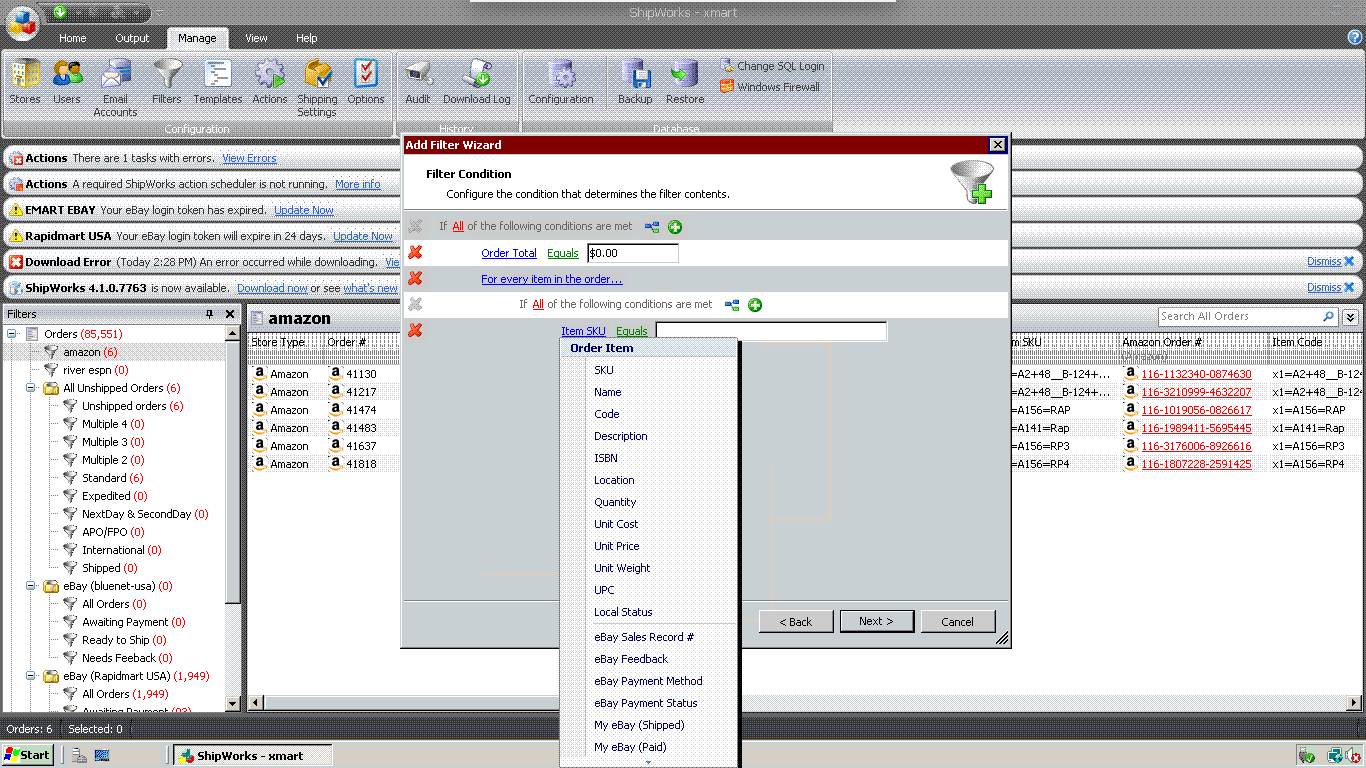 ShipWorks - xmart
Home Output Manage View Help
Stores Users Email Accounts Filters Templates Actions Shipping Settings Options
Configuration
Audit Download Log
History
Configuration Backup Restore
Change SQL Login
Windows Firewall
Database
Actions There are 1 tasks with errors. View Errors
Actions A required ShipWorks action scheduler is not running. More info
EMART EBAY Your eBay login token has expired. Update Now
Rapidmart USA Your eBay login token will expire in 24 days. Update Now
Download Error (Today 2:28 PM) An error occurred while downloading. Vie
Dismiss
ShipWorks 4.1.0.7763 is now available. Download now or see what's new
Dismiss
Filters
Orders (85,551)
amazon (6)
river espn (0)
All Unshipped Orders (6)
Unshipped orders (6)
Multiple 4 (0)
Multiple 3 (0)
Multiple 2 (0)
Standard (6)
Expedited (0)
NextDay & SecondDay (0)
APO/FPO (0)
International (0)
Shipped (0)
eBay (bluenet-usa) (0)
All Orders (0)
Awaiting Payment (0)
Ready to Ship (0)
Needs Feeback (0)
eBay (Rapidmart USA) (1,949)
All Orders (1,949)
Awaiting Payment (93)
amazon
Search All Orders
Store Type Order #
Amazon 41130
Amazon 41217
Amazon 41474
Amazon 41483
Amazon 41637
Amazon 41818
m SKU Amazon Order # Item Code
(Amazon)
=A2+48__B-124+... 116-1132340-0874630 x1=A2+48__B-124
=A2+48__B-124+... 116-3210999-4632207 x1=A2+48__B-124
=A156=RAP 116-1019056-0826617 x1=A156=RAP
=A141=Rap 116-1989411-5695445 x1=A141=Rap
=A156=RP3 116-3176006-8926616 x1=A156=RP3
=A156=RP4 116-1807228-2591425 x1=A156=RP4
Add Filter Wizard
Filter Condition
Configure the condition that determines the filter contents.
If All of the following conditions are met
Order Total Equals $0.00
For every item in the order...
If All of the following conditions are met
Item SKU Equals
Order Item
SKU
Name
Code
Description
ISBN
Location
Quantity
Unit Cost
Unit Price
Unit Weight
UPC
Local Status
eBay Sales Record #
eBay Feedback
eBay Payment Method
eBay Payment Status
My eBay (Shipped)
My eBay (Paid)
< Back Next > Cancel
Orders: 6 Selected: 0
Start ShipWorks - xmart